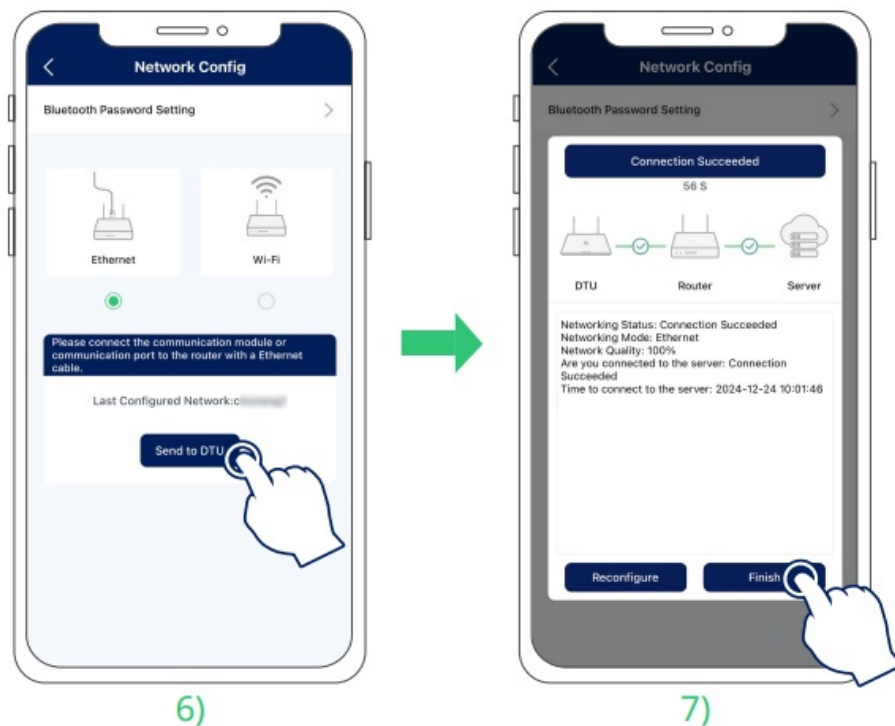 Network Config
Bluetooth Password Setting
Ethernet
Wi-Fi
Please connect the communication module or
communication port to the router with a Ethernet
cable.
Last Configured Network:
Send to DTU
6)
Network Config
Bluetooth Password Setting
Connection Succeeded
56 S
DTU
Router
Server
Networking Status: Connection Succeeded
Networking Mode: Ethernet
Network Quality: 100%
Are you connected to the server: Connection
Succeeded
Time to connect to the server: 2024-12-24 10:01:46
Reconfigure
Finish
7)